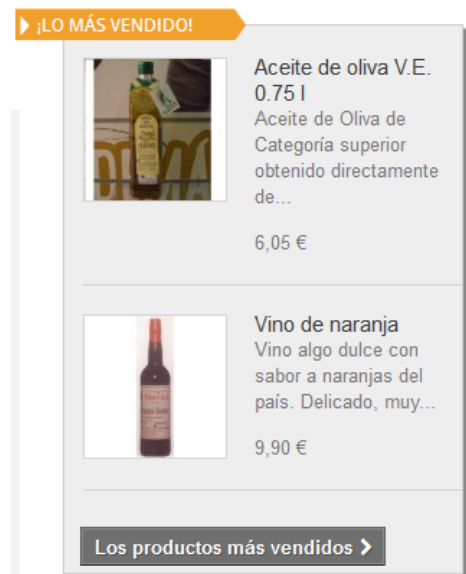 ¡LO MÁS VENDIDO!
Aceite de oliva V.E.
0.75 l
Aceite de Oliva de
Categoría superior
obtenido directamente
de...
6,05 €
Vino de naranja
Vino algo dulce con
sabor a naranjas del
país. Delicado, muy...
9,90 €
Los productos más vendidos